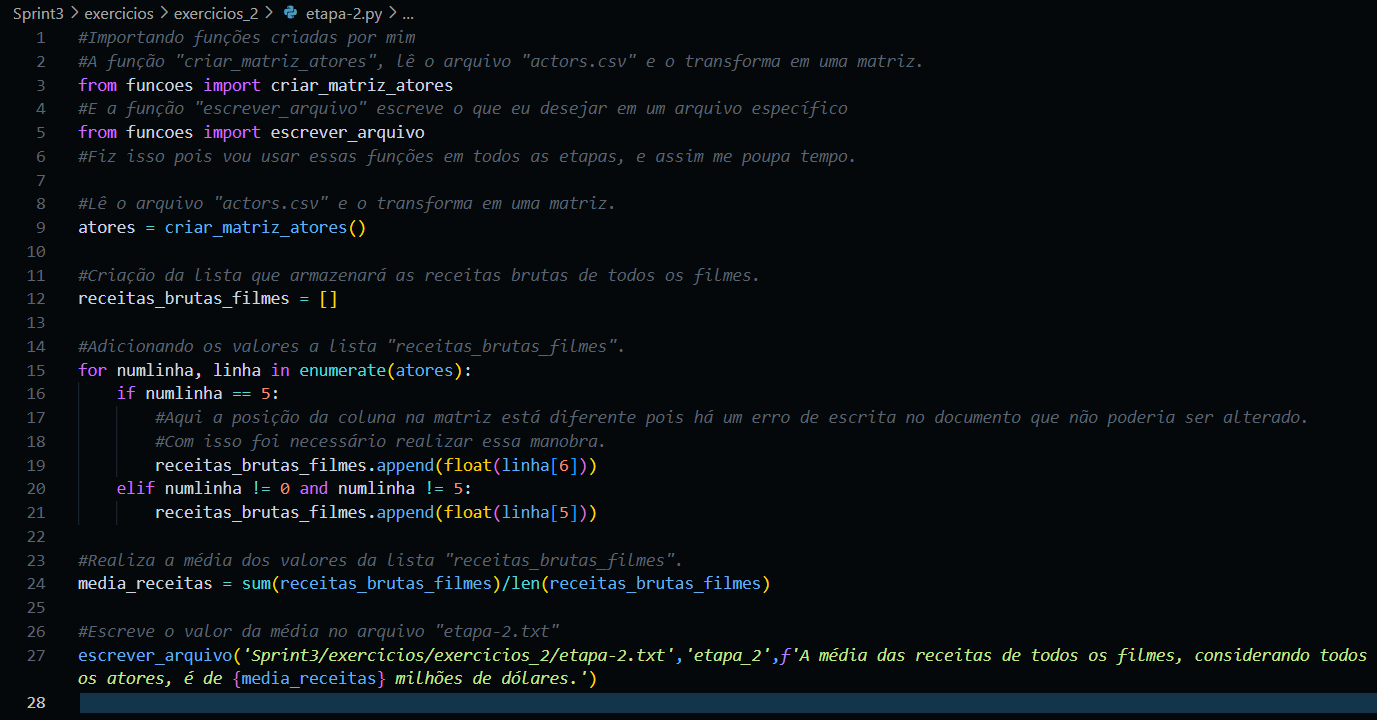 Sprint3 > exercicios > exercicios_2 > etapa-2.py > ...
1 #Importando funções criadas por mim
2 #A função "criar_matriz_atores", lê o arquivo "actors.csv" e o transforma em uma matriz.
3 from funcoes import criar_matriz_atores
4 #E a função "escrever_arquivo" escreve o que eu desejar em um arquivo específico
5 from funcoes import escrever_arquivo
6 #Fiz isso pois vou usar essas funções em todos as etapas, e assim me poupa tempo.
7
8 #Lê o arquivo "actors.csv" e o transforma em uma matriz.
9 atores = criar_matriz_atores()
10
11 #Criação da lista que armazenará as receitas brutas de todos os filmes.
12 receitas_brutas_filmes = []
13
14 #Adicionando os valores a lista "receitas_brutas_filmes".
15 for numlinha, linha in enumerate(atores):
16     if numlinha == 5:
17         #Aqui a posição da coluna na matriz está diferente pois há um erro de escrita no documento que não poderia ser alterado.
18         #Com isso foi necessário realizar essa manobra.
19         receitas_brutas_filmes.append(float(linha[6]))
20     elif numlinha != 0 and numlinha != 5:
21         receitas_brutas_filmes.append(float(linha[5]))
22
23 #Realiza a média dos valores da lista "receitas_brutas_filmes".
24 media_receitas = sum(receitas_brutas_filmes)/len(receitas_brutas_filmes)
25
26 #Escreve o valor da média no arquivo "etapa-2.txt"
27 escrever_arquivo('Sprint3/exercicios/exercicios_2/etapa-2.txt','etapa_2',f'A média das receitas de todos os filmes, considerando todos
os atores, é de {media_receitas} milhões de dólares.')
28